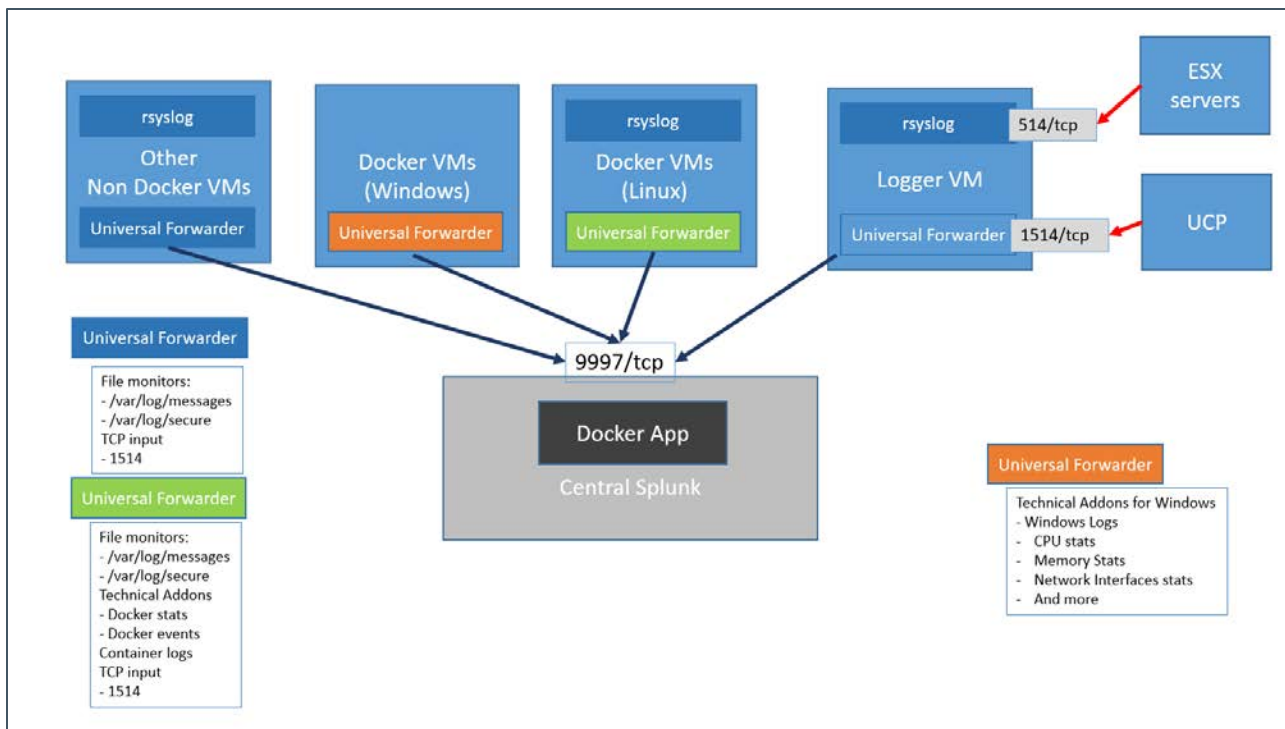 rsyslog
Other
Non Docker VMs
Universal Forwarder
Docker VMs
(Windows)
Universal Forwarder
rsyslog
Docker VMs
(Linux)
Universal Forwarder
rsyslog
514/tcp
Logger VM
Universal Forwarder
1514/tcp
ESX
servers
UCP
9997/tcp
Docker App
Central Splunk
Universal Forwarder
File monitors:
- /var/log/messages
- /var/log/secure
TCP input
- 1514
Universal Forwarder
File monitors:
- /var/log/messages
- /var/log/secure
Technical Addons
- Docker stats
- Docker events
Container logs
TCP input
- 1514
Universal Forwarder
Technical Addons for Windows
- Windows Logs
- CPU stats
- Memory Stats
- Network Interfaces stats
- And more